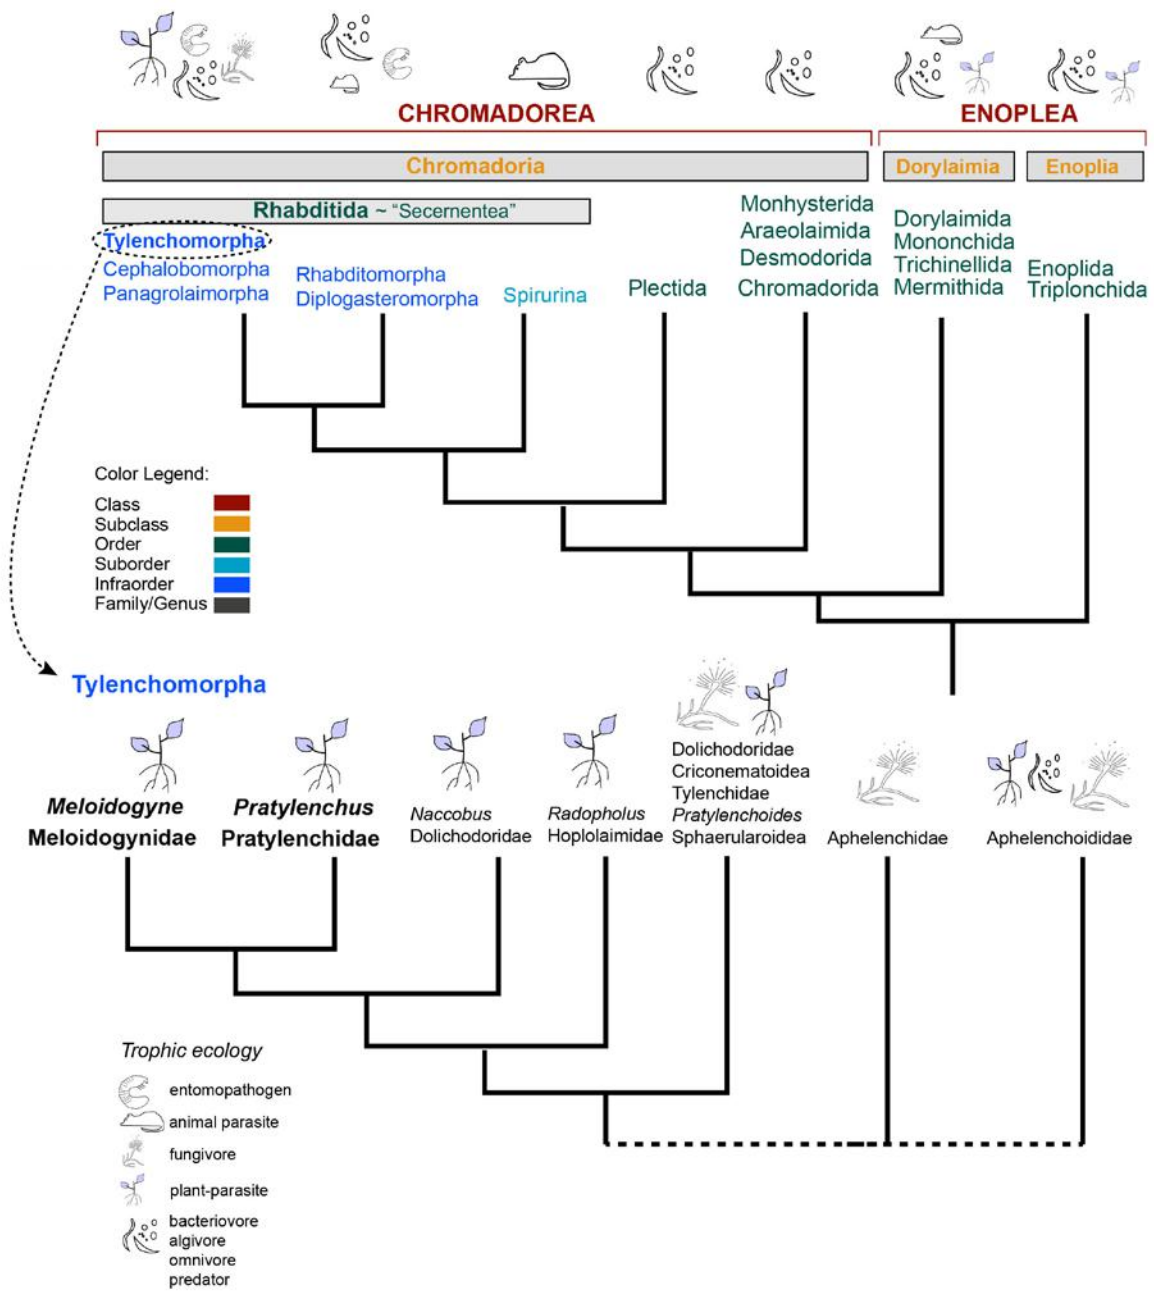 CHROMADOREA
ENOPLEA
Chromadoria
Dorylaimia
Enoplia
Rhabditida ~ "Secernentea"
Tylenchomorpha
Cephalobomorpha
Panagrolaimorpha
Rhabditomorpha
Diplogasteromorpha
Spirurina
Plectida
Monhysterida
Araeolaimida
Desmodorida
Chromadorida
Dorylaimida
Mononchida
Trichinellida
Mermithida
Enoplida
Triplonchida
Color Legend:
Class
Subclass
Order
Suborder
Infraorder
Family/Genus
Tylenchomorpha
Meloidogyne
Meloidogynidae
Pratylenchus
Pratylenchidae
Naccobus
Dolichodoridae
Radopholus
Hoplolaimidae
Dolichodoridae
Criconematoidea
Tylenchidae
Pratylenchoides
Sphaerularoidea
Aphelenchidae
Aphelenchoididae
Trophic ecology
entomopathogen
animal parasite
fungivore
plant-parasite
bacteriovore
algivore
omnivore
predator